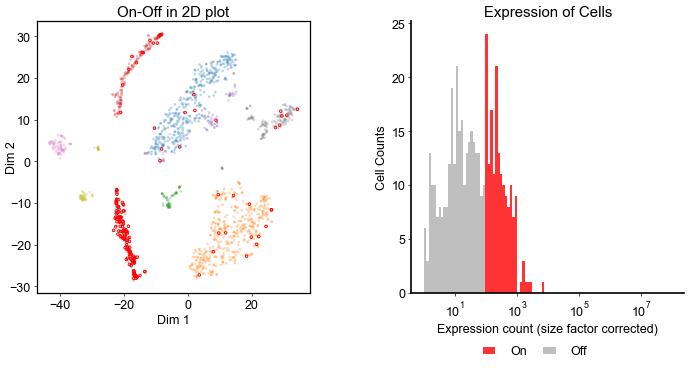 On-Off in 2D plot
Dim 2
30
20
10
0
−10
−20
−30
−40
−20
0
20
Dim 1
Expression of Cells
Cell Counts
25
20
15
10
5
0
10^1
10^3
10^5
10^7
Expression count (size factor corrected)
On
Off